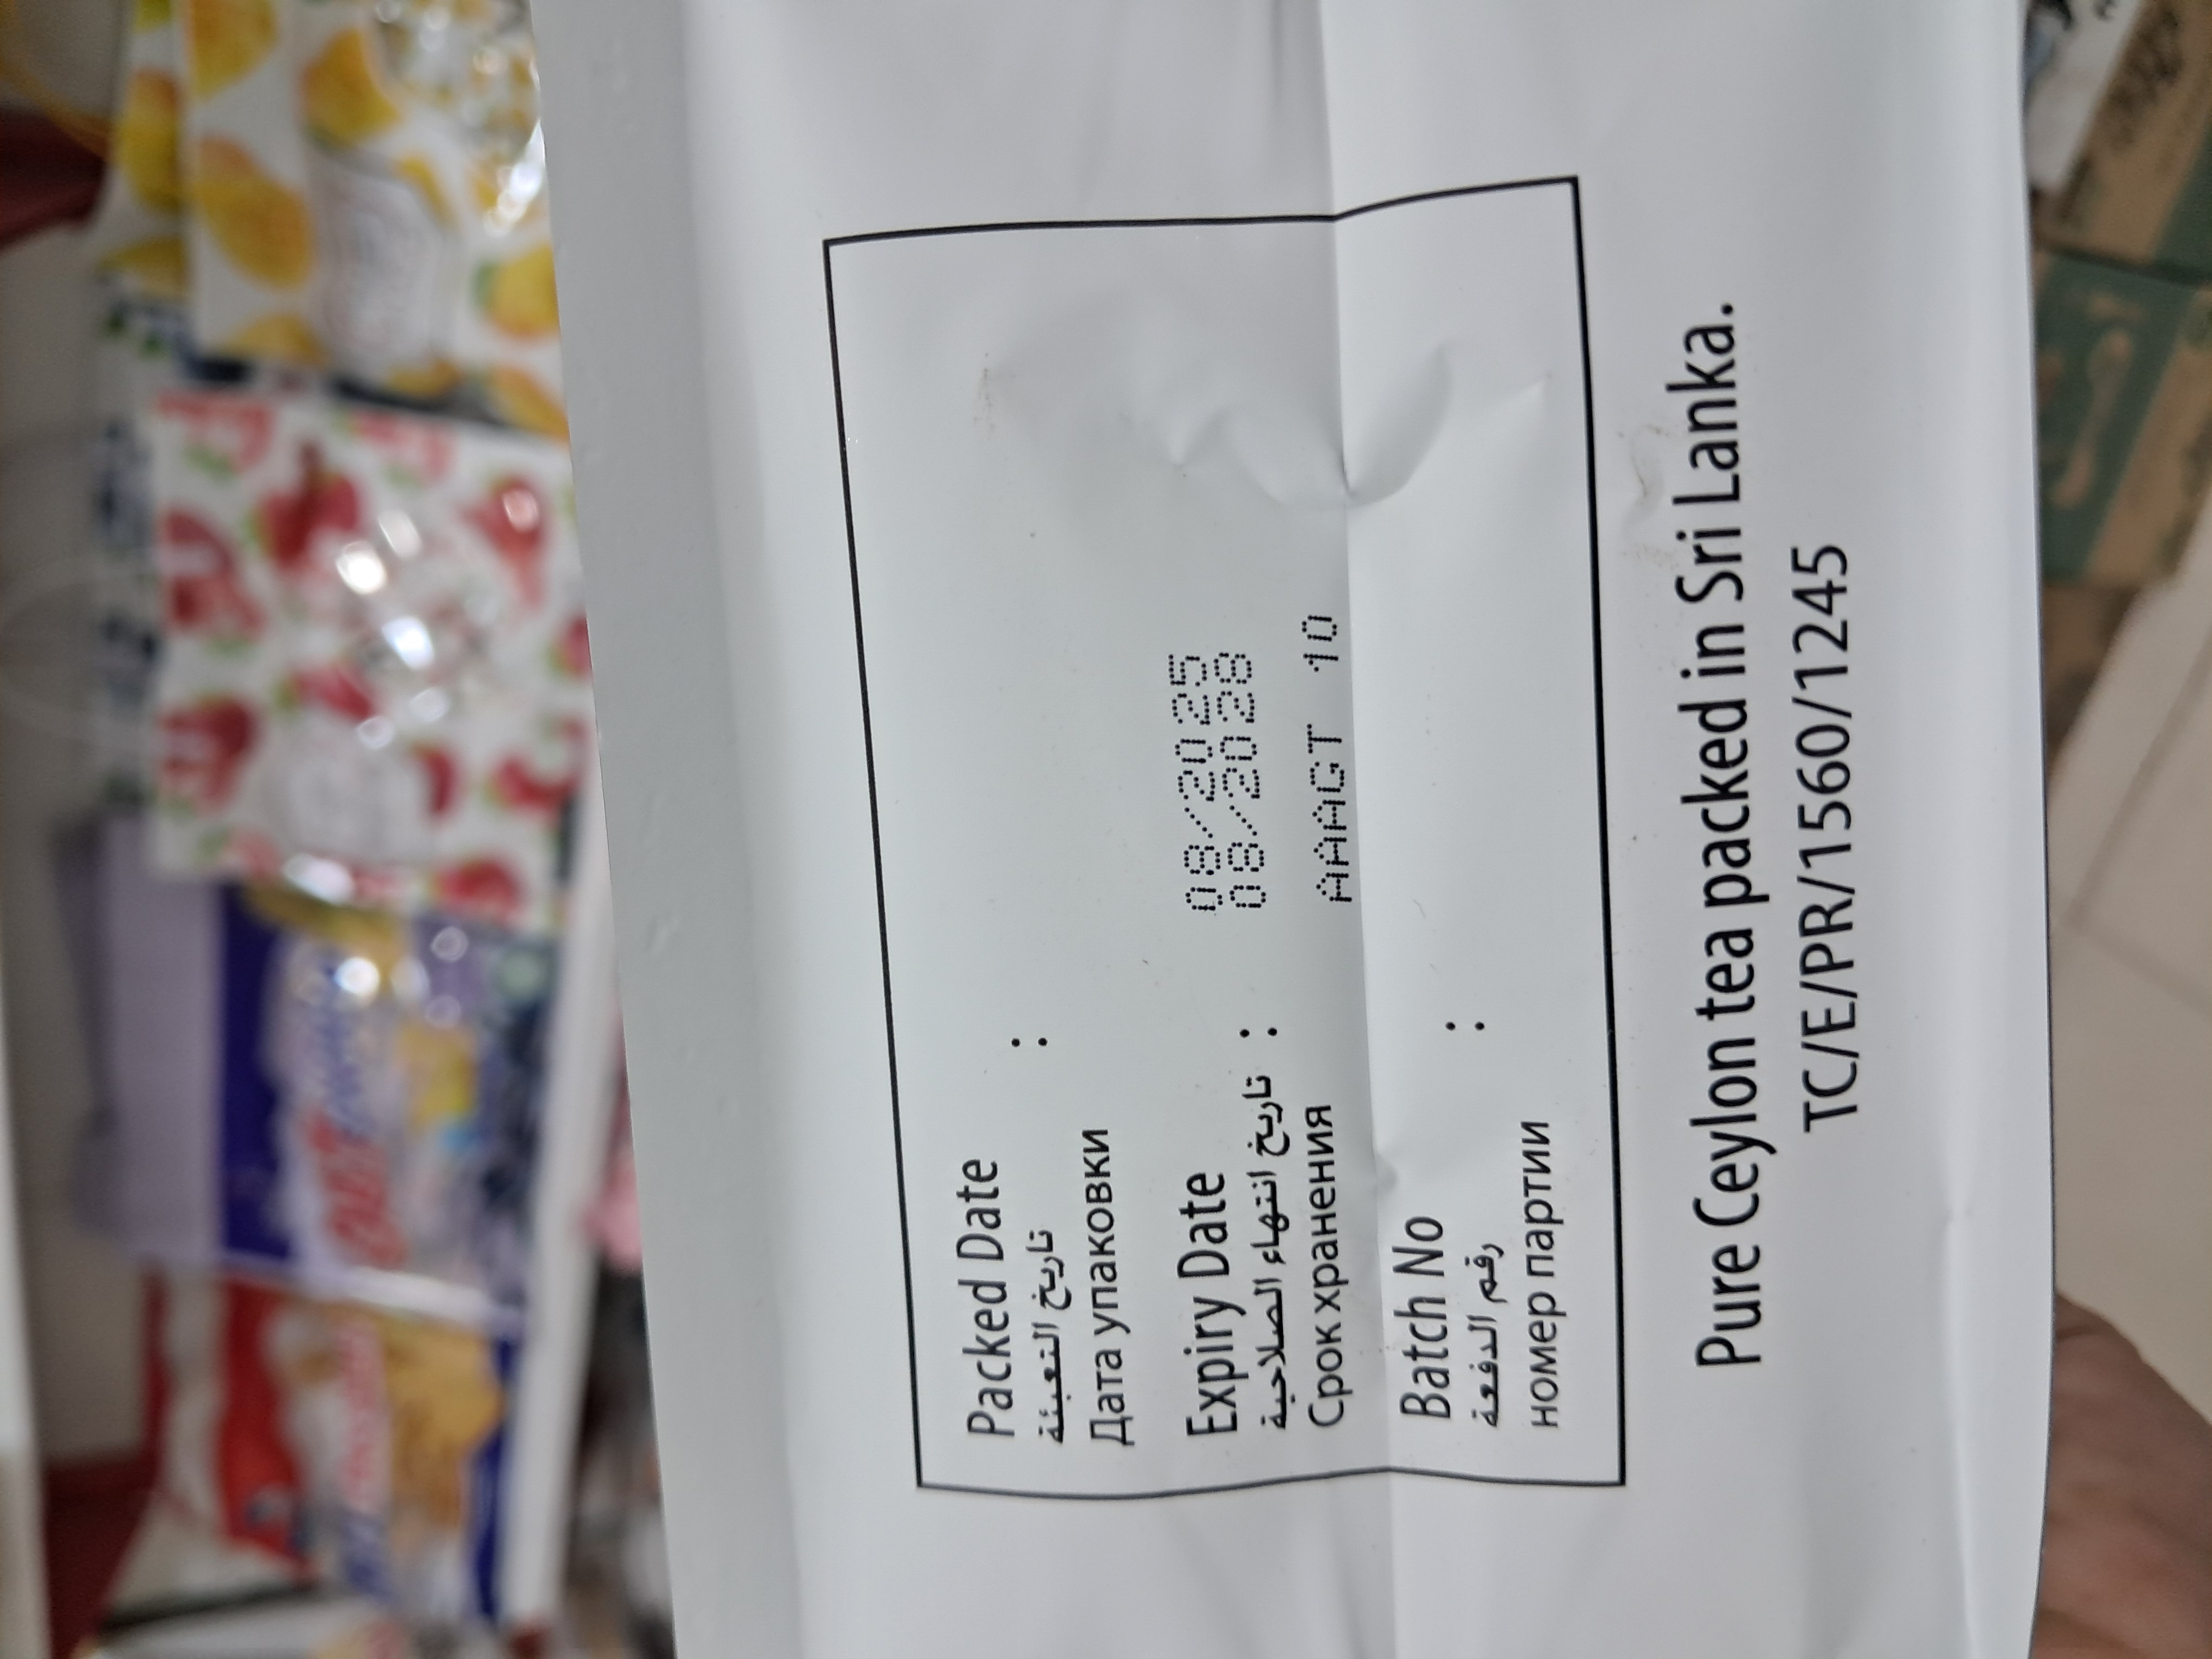 Packed Date
تاريخ التعبئة :
Дата упаковки
08/2025
Expiry Date
08/2028
تاريخ انتهاء الصلاحية :
Срок хранения
AAAGT 10
Batch No
رقم الدفعة :
номер партии
Pure Ceylon tea packed in Sri Lanka.
TC/E/PR/1560/1245